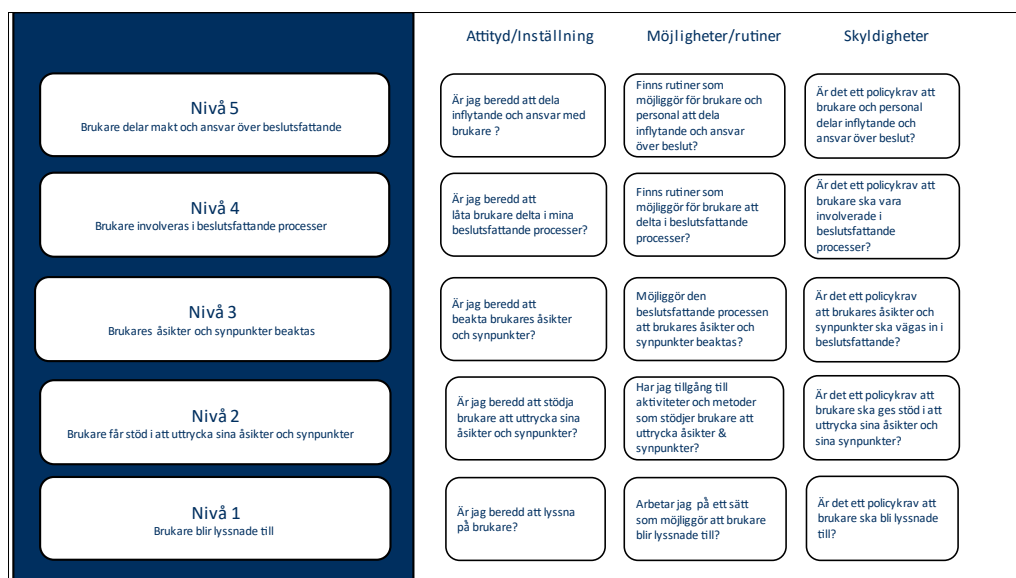 Attityd/Inställning
Möjligheter/rutiner
Skyldigheter
Nivå 5
Brukare delar makt och ansvar över beslutsfattande
Är jag beredd att dela
inflytande och ansvar med
brukare ?
Finns rutiner som
möjliggör för brukare och
personal att dela
inflytande och ansvar
över beslut?
Är det ett policykrav att
brukare och personal
delar inflytande och
ansvar över beslut?
Nivå 4
Brukare involveras i beslutsfattande processer
Är jag beredd att
låta brukare delta i mina
beslutsfattande processer?
Finns rutiner som
möjliggör för brukare att
delta i beslutsfattande
processer?
Är det ett policykrav att
brukare ska vara
involverade i
beslutsfattande
processer?
Nivå 3
Brukares åsikter och synpunkter beaktas
Är jag beredd att
beakta brukares åsikter
och synpunkter?
Möjliggör den
beslutsfattande processen
att brukares åsikter och
synpunkter beaktas?
Är det ett policykrav
att brukares åsikter och
synpunkter ska vägas in i
beslutsfattande?
Nivå 2
Brukare får stöd i att uttrycka sina åsikter och synpunkter
Är jag beredd att stödja
brukare att uttrycka sina
åsikter och synpunkter?
Har jag tillgång till
aktiviteter och metoder
som stödjer brukare att
uttrycka åsikter &
synpunkter?
Är det ett policykrav att
brukare ska ges stöd i att
uttrycka sina åsikter och
sina synpunkter?
Nivå 1
Brukare blir lyssnade till
Är jag beredd att lyssna
på brukare?
Arbetar jag på ett sätt
som möjliggör att brukare
blir lyssnade till?
Är det ett policykrav att
brukare ska bli lyssnade
till?